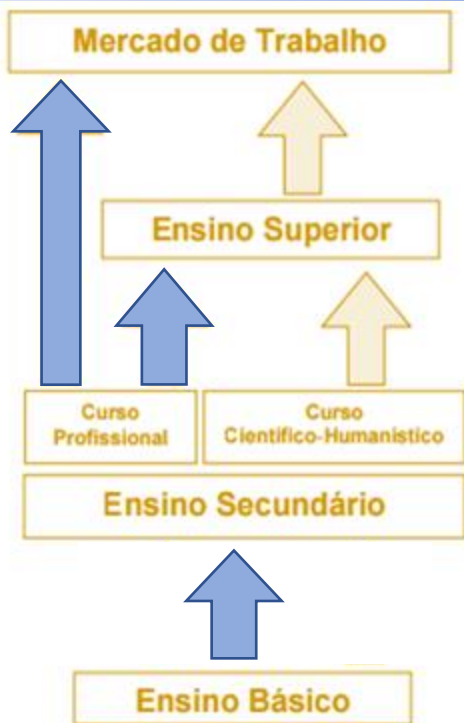 Mercado de Trabalho
Ensino Superior
Curso
Profissional
Curso
Científico-Humanístico
Ensino Secundário
Ensino Básico